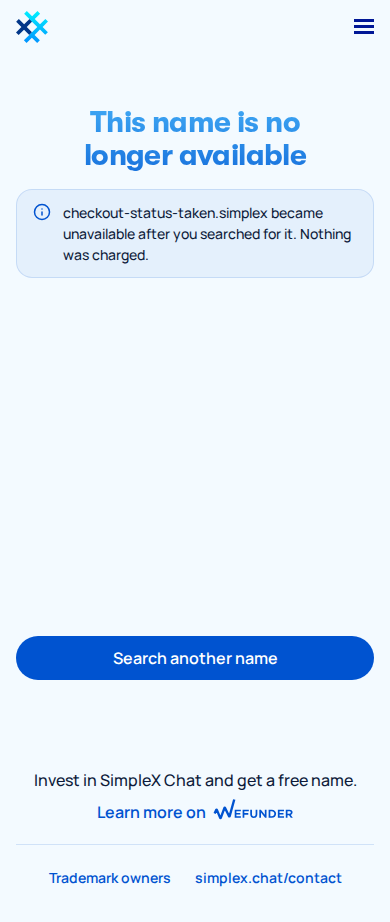 This name is no
longer available
checkout-status-taken.simplex became
unavailable after you searched for it. Nothing
was charged.
Search another name
Invest in SimpleX Chat and get a free name.
Learn more on WEFUNDER
Trademark owners simplex.chat/contact